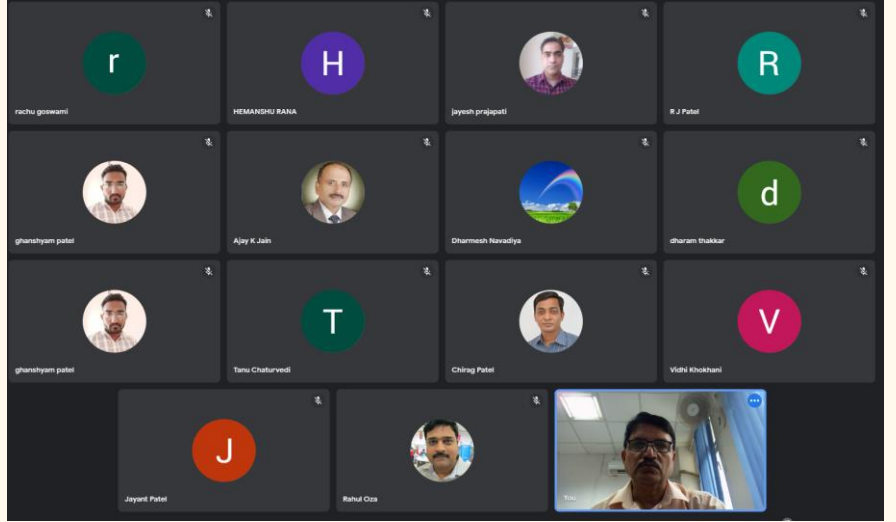 r
rachu goswami
H
HEMANSHU RANA
jayesh prajapati
R
R J Patel
ghanshyam patel
Ajay K Jain
Dharmesh Navadiya
d
dharam thakkar
ghanshyam patel
T
Tanu Chaturvedi
Chirag Patel
V
Vidhi Khokhani
J
Jayant Patel
Rahul Oza
You